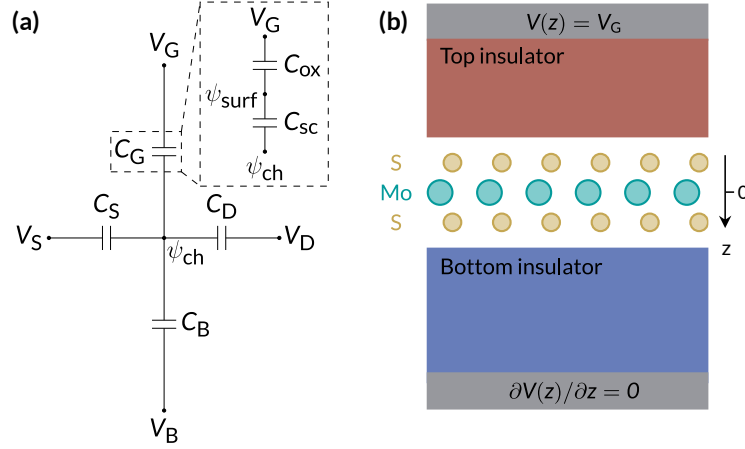 (a)
V_G
C_G
C_S
C_D
V_S
V_D
ψ_ch
C_B
V_B
V_G
C_ox
ψ_surf
C_sc
ψ_ch
(b)
V(z) = V_G
Top insulator
S
Mo
S
0
z
Bottom insulator
∂V(z)/∂z = 0